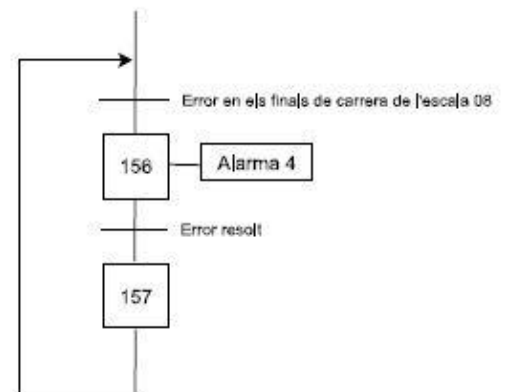 Error en els finals de carrera de l'escala 08
156
Alarma 4
Error resolt
157